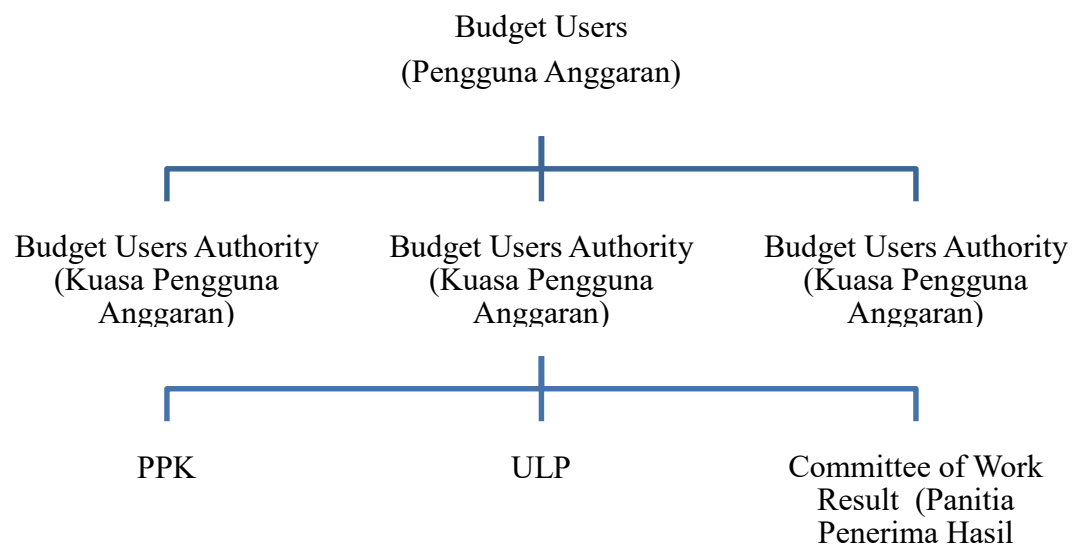 Budget Users
(Pengguna Anggaran)
Budget Users Authority
(Kuasa Pengguna
Anggaran)
Budget Users Authority
(Kuasa Pengguna
Anggaran)
Budget Users Authority
(Kuasa Pengguna
Anggaran)
PPK
ULP
Committee of Work
Result (Panitia
Penerima Hasil